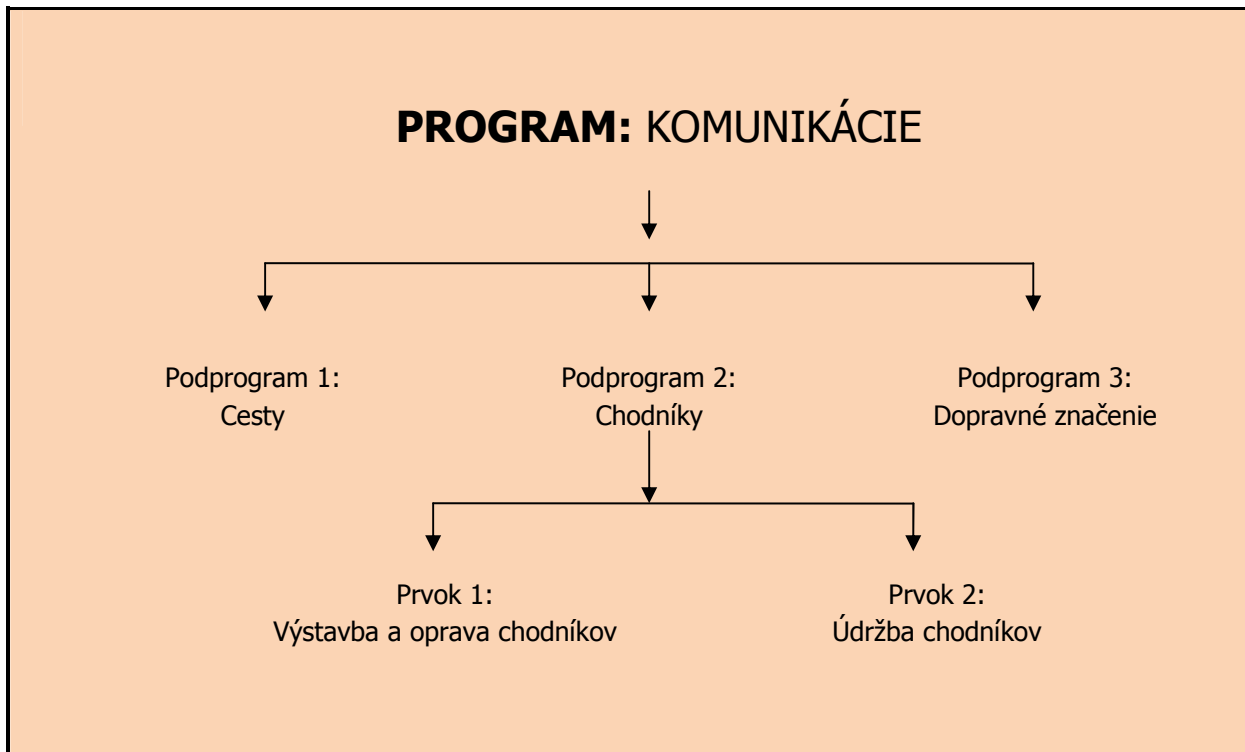 PROGRAM: KOMUNIKÁCIE
Podprogram 1:
Cesty
Podprogram 2:
Chodníky
Podprogram 3:
Dopravné značenie
Prvok 1:
Výstavba a oprava chodníkov
Prvok 2:
Údržba chodníkov